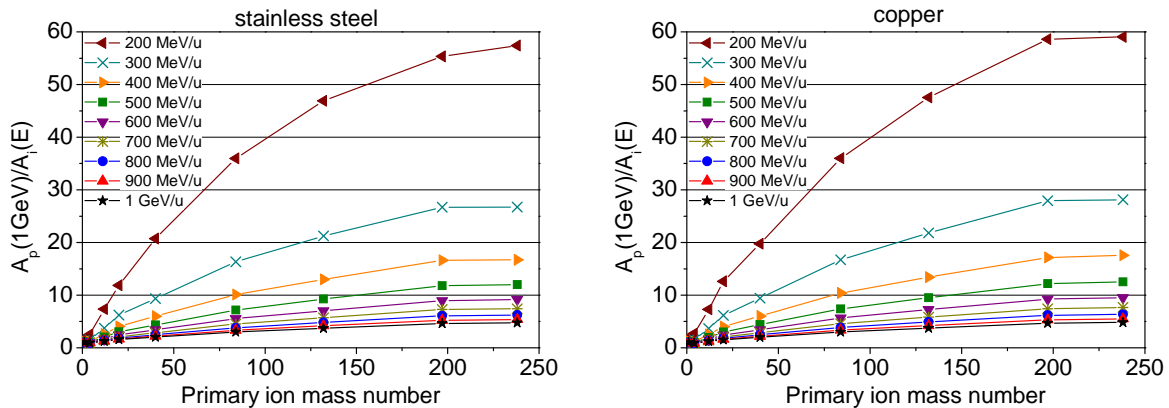 stainless steel
60
50
40
30
20
10
0
A_p(1GeV)/A_i(E)
200 MeV/u
300 MeV/u
400 MeV/u
500 MeV/u
600 MeV/u
700 MeV/u
800 MeV/u
900 MeV/u
1 GeV/u
0 50 100 150 200 250
Primary ion mass number
copper
60
50
40
30
20
10
0
A_p(1GeV)/A_i(E)
200 MeV/u
300 MeV/u
400 MeV/u
500 MeV/u
600 MeV/u
700 MeV/u
800 MeV/u
900 MeV/u
1 GeV/u
0 50 100 150 200 250
Primary ion mass number